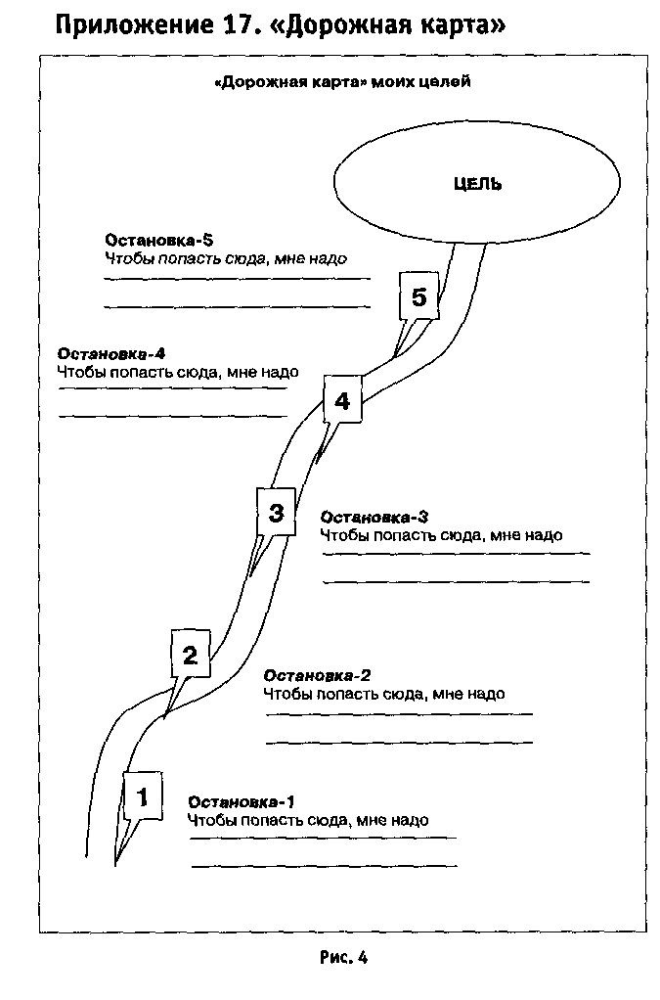 Приложение 17. «Дорожная карта»
«Дорожная карта» моих целей
ЦЕЛЬ
Остановка-5
Чтобы попасть сюда, мне надо
5
Остановка-4
Чтобы попасть сюда, мне надо
4
3
Остановка-3
Чтобы попасть сюда, мне надо
2
Остановка-2
Чтобы попасть сюда, мне надо
1
Остановка-1
Чтобы попасть сюда, мне надо
Рис. 4